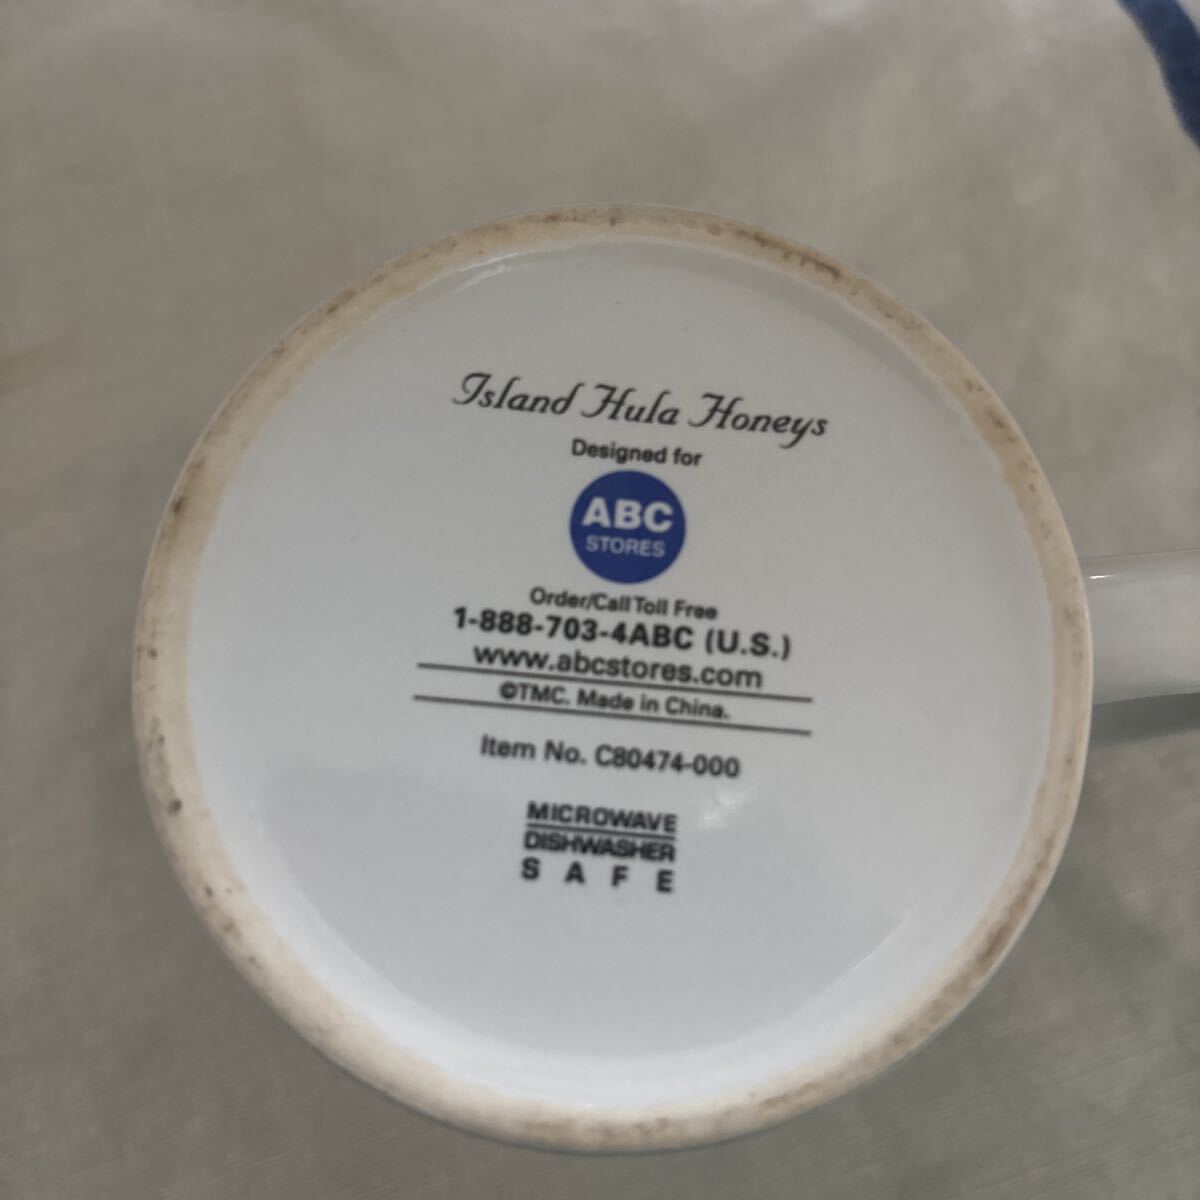 Island Hula Honeys
Designed for
ABC
STORES
Order/Call Toll Free
1-888-703-4ABC (U.S.)
www.abcstores.com
©TMC. Made in China.
Item No. C80474-000
MICROWAVE
DISHWASHER
SAFE